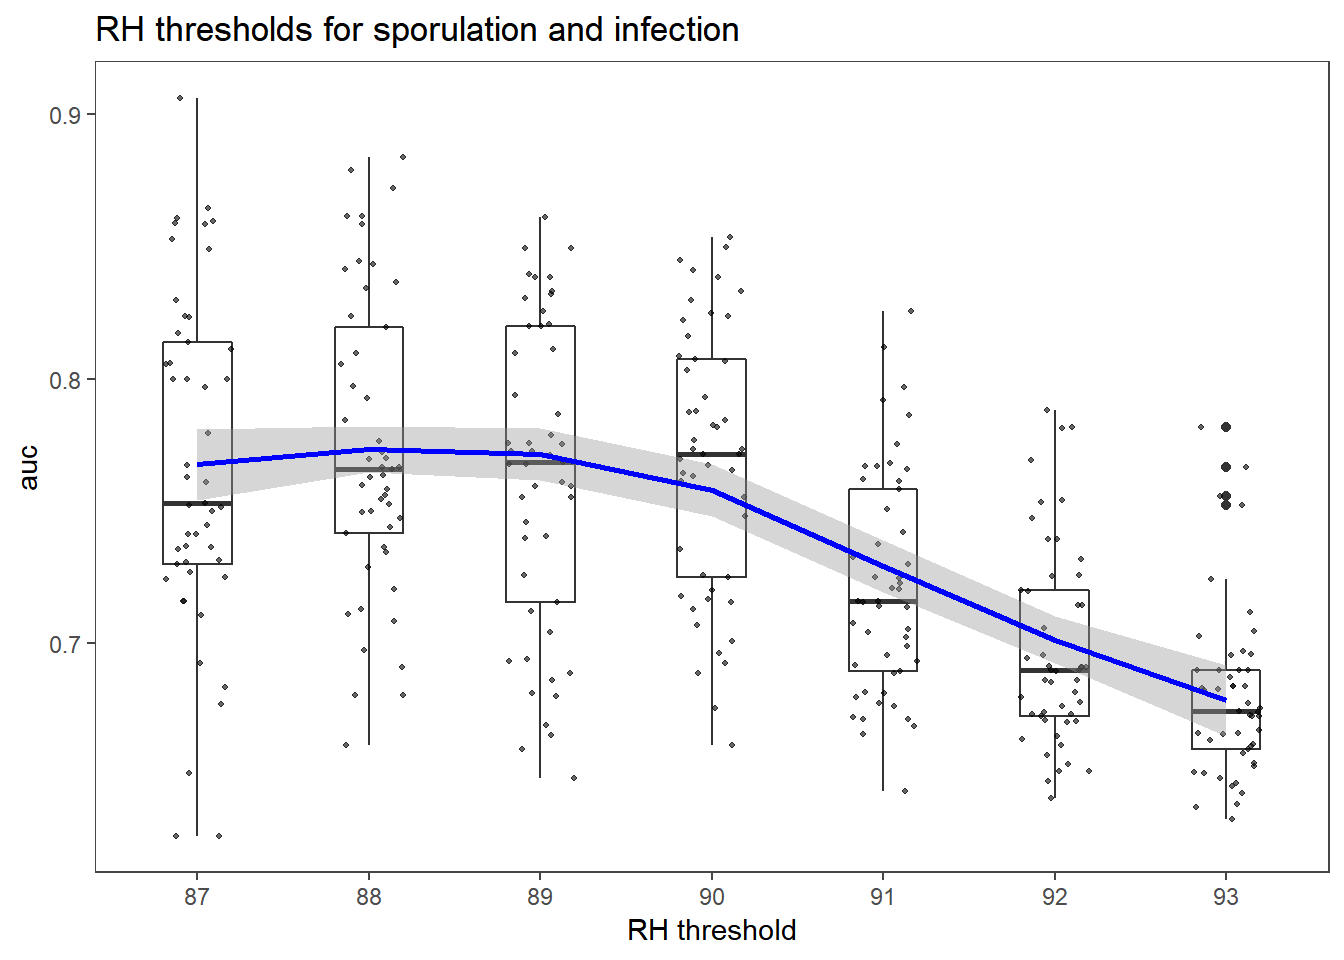 RH thresholds for sporulation and infection
auc
0.9
0.8
0.7
87 88 89 90 91 92 93
RH threshold